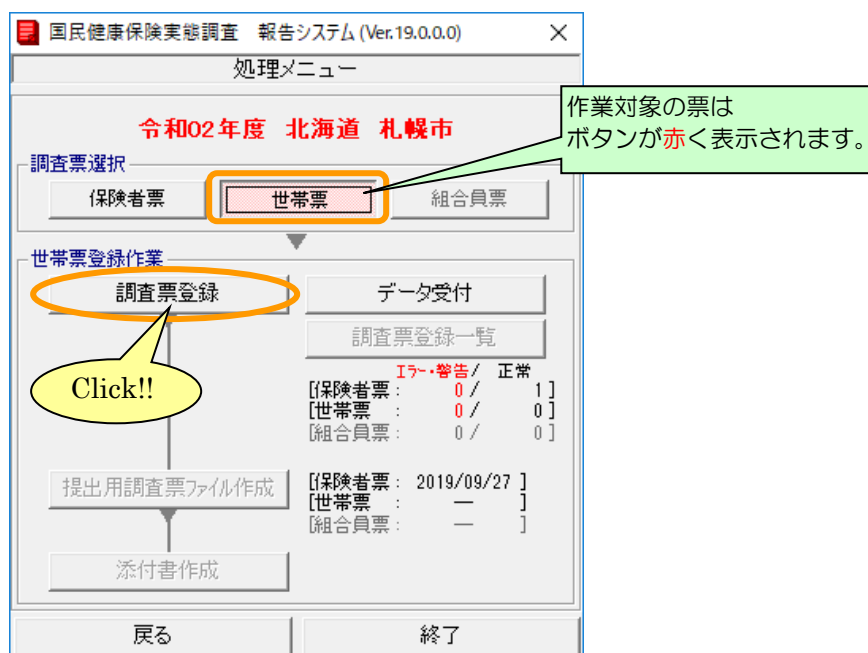 国民健康保険実態調査　報告システム (Ver.19.0.0.0)
処理メニュー
令和02年度 北海道 札幌市
作業対象の票は
ボタンが赤く表示されます。
調査票選択
保険者票 世帯票 組合員票
世帯票登録作業
調査票登録 データ受付
調査票登録一覧
Click!!
エラー・警告/ 正常
[保険者票： 0 / 1 ]
[世帯票 ： 0 / 0 ]
[組合員票： 0 / 0 ]
提出用調査票ファイル作成
[保険者票： 2019/09/27 ]
[世帯票 ： ― ]
[組合員票： ― ]
添付書作成
戻る 終了